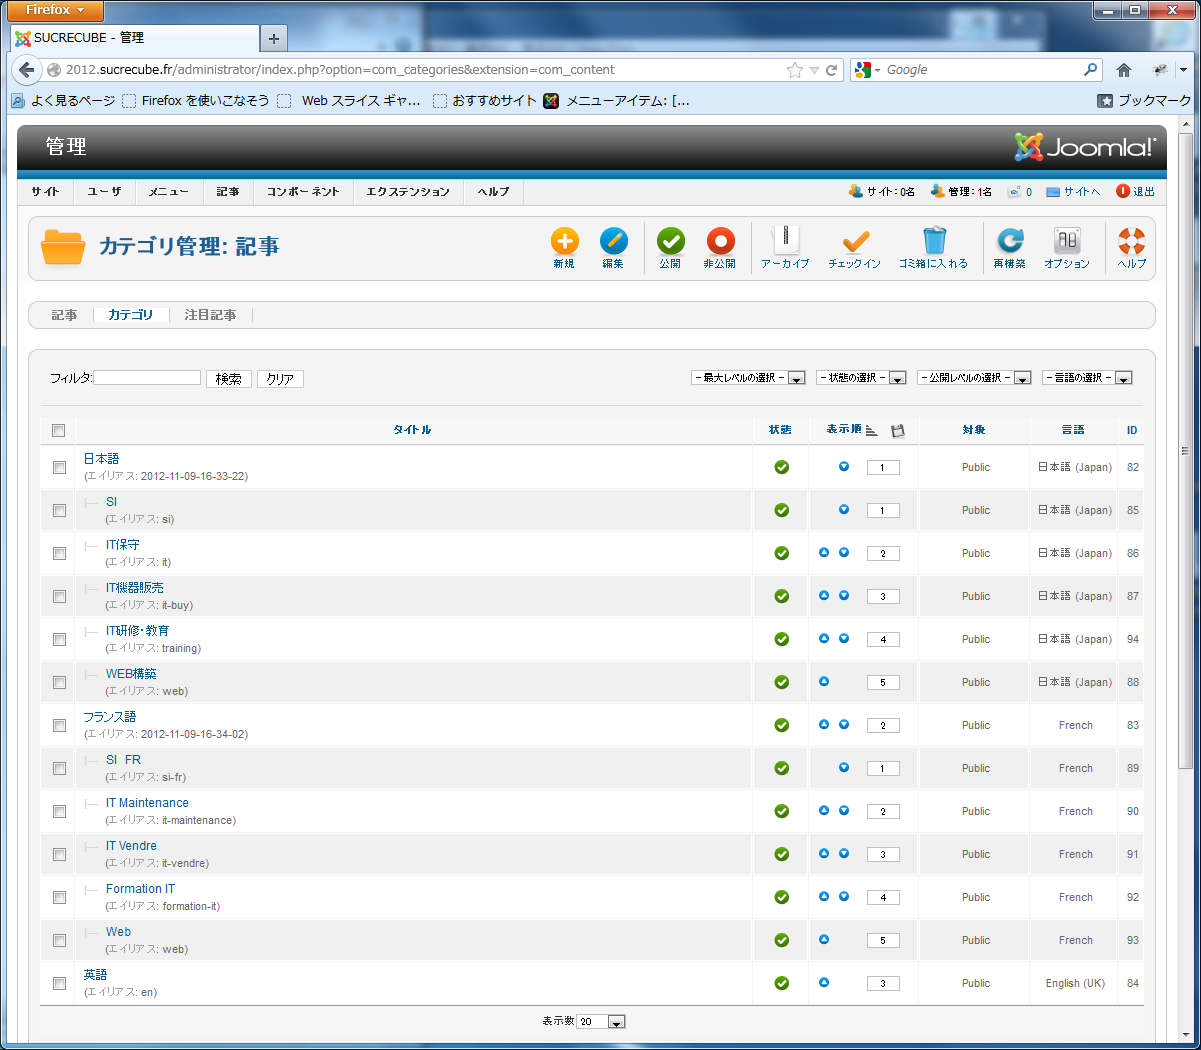 Firefox
SUCRECUBE - 管理
2012.sucrecube.fr/administrator/index.php?option=com_categories&extension=com_content
Google
よく見るページ Firefox を使いこなそう Web スライス ギャ... おすすめサイト メニューアイテム: [... ブックマーク
管理
Joomla!
サイト ユーザ メニュー 記事 コンポーネント エクステンション ヘルプ サイト: 0名 管理: 1名 0 サイトへ 退出
カテゴリ管理: 記事
新規 編集 公開 非公開 アーカイブ チェックイン ゴミ箱に入れる 再構築 オプション ヘルプ
記事 カテゴリ 注目記事
フィルタ: 検索 クリア - 最大レベルの選択 - - 状態の選択 - - 公開レベルの選択 - - 言語の選択 -
タイトル 状態 表示順 対象 言語 ID
日本語
(エイリアス: 2012-11-09-16-33-22) 1 Public 日本語 (Japan) 82
SI
(エイリアス: si) 1 Public 日本語 (Japan) 85
IT保守
(エイリアス: it) 2 Public 日本語 (Japan) 86
IT機器販売
(エイリアス: it-buy) 3 Public 日本語 (Japan) 87
IT研修・教育
(エイリアス: training) 4 Public 日本語 (Japan) 94
WEB構築
(エイリアス: web) 5 Public 日本語 (Japan) 88
フランス語
(エイリアス: 2012-11-09-16-34-02) 2 Public French 83
SI FR
(エイリアス: si-fr) 1 Public French 89
IT Maintenance
(エイリアス: it-maintenance) 2 Public French 90
IT Vendre
(エイリアス: it-vendre) 3 Public French 91
Formation IT
(エイリアス: formation-it) 4 Public French 92
Web
(エイリアス: web) 5 Public French 93
英語
(エイリアス: en) 3 Public English (UK) 84
表示数 20